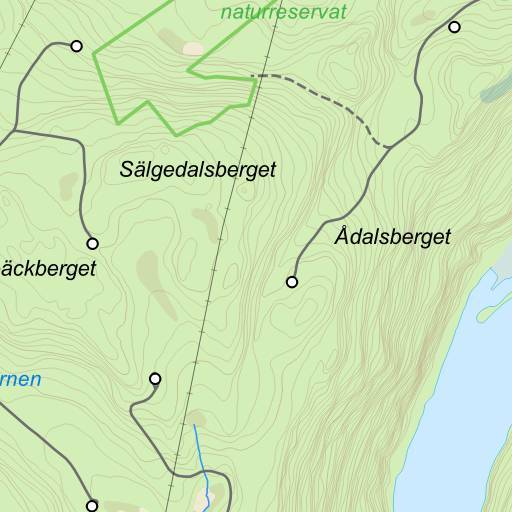 naturreservat
Sälgedalsberget
Ådalsberget
äckberget
rnen